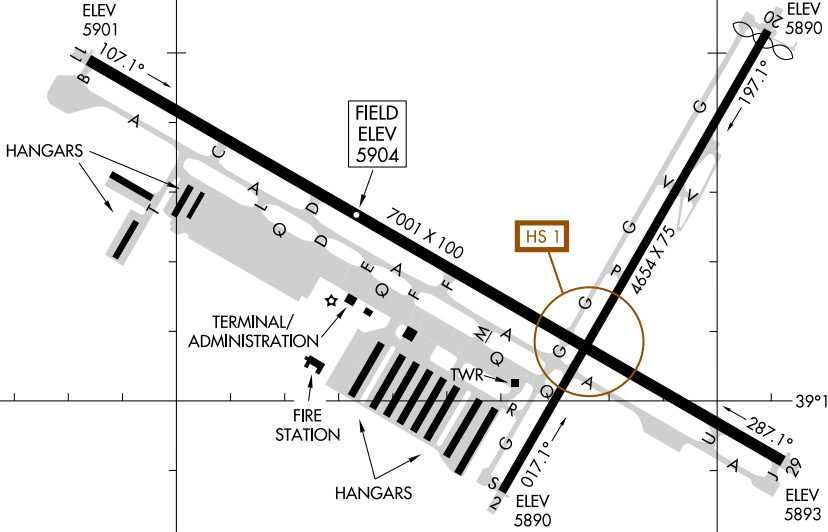 ELEV
5901
ELEV
5890
11
20
107.1°
B
G
197.1°
FIELD
ELEV
5904
A
HANGARS
C
A
V
V
T
L
D
Q
D
7001 X 100
G
HS 1
4654 X 75
E
A
P
Q
F
F
G
TERMINAL/
ADMINISTRATION
M
A
Q
G
TWR
Q
A
39°1
FIRE
STATION
R
U
287.1°
G
A
J
29
017.1°
HANGARS
S
2
ELEV
5890
ELEV
5893